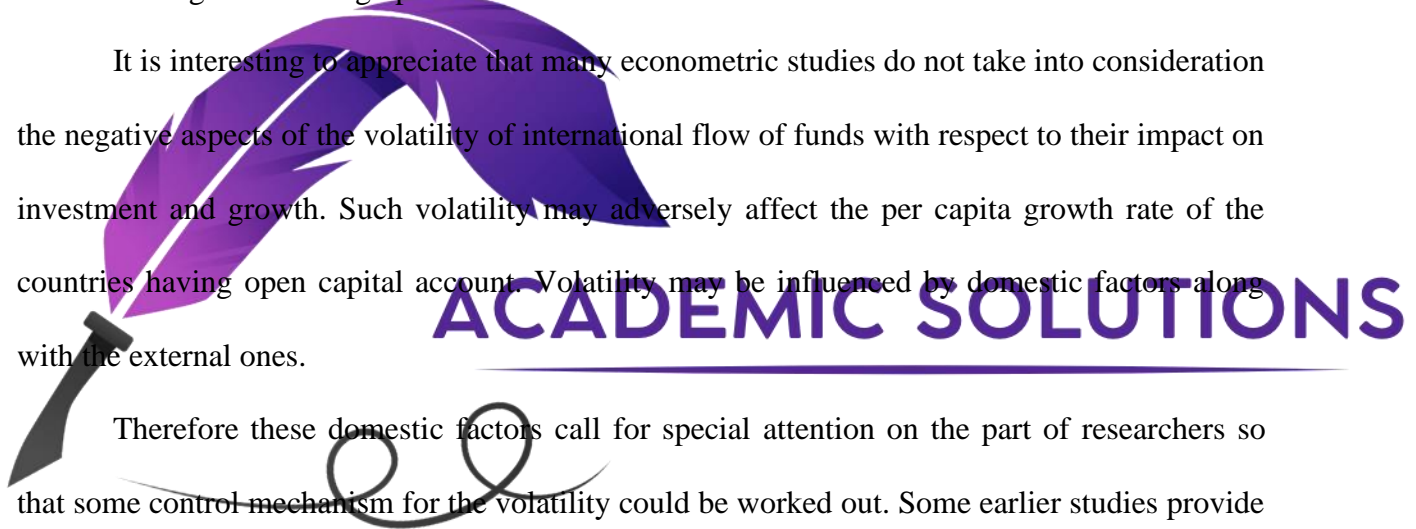 It is interesting to appreciate that many econometric studies do not take into consideration
the negative aspects of the volatility of international flow of funds with respect to their impact on
investment and growth. Such volatility may adversely affect the per capita growth rate of the
countries having open capital account. Volatility may be influenced by domestic factors along
ACADEMIC SOLUTIONS
with the external ones.
Therefore these domestic factors call for special attention on the part of researchers so
that some control mechanism for the volatility could be worked out. Some earlier studies provide